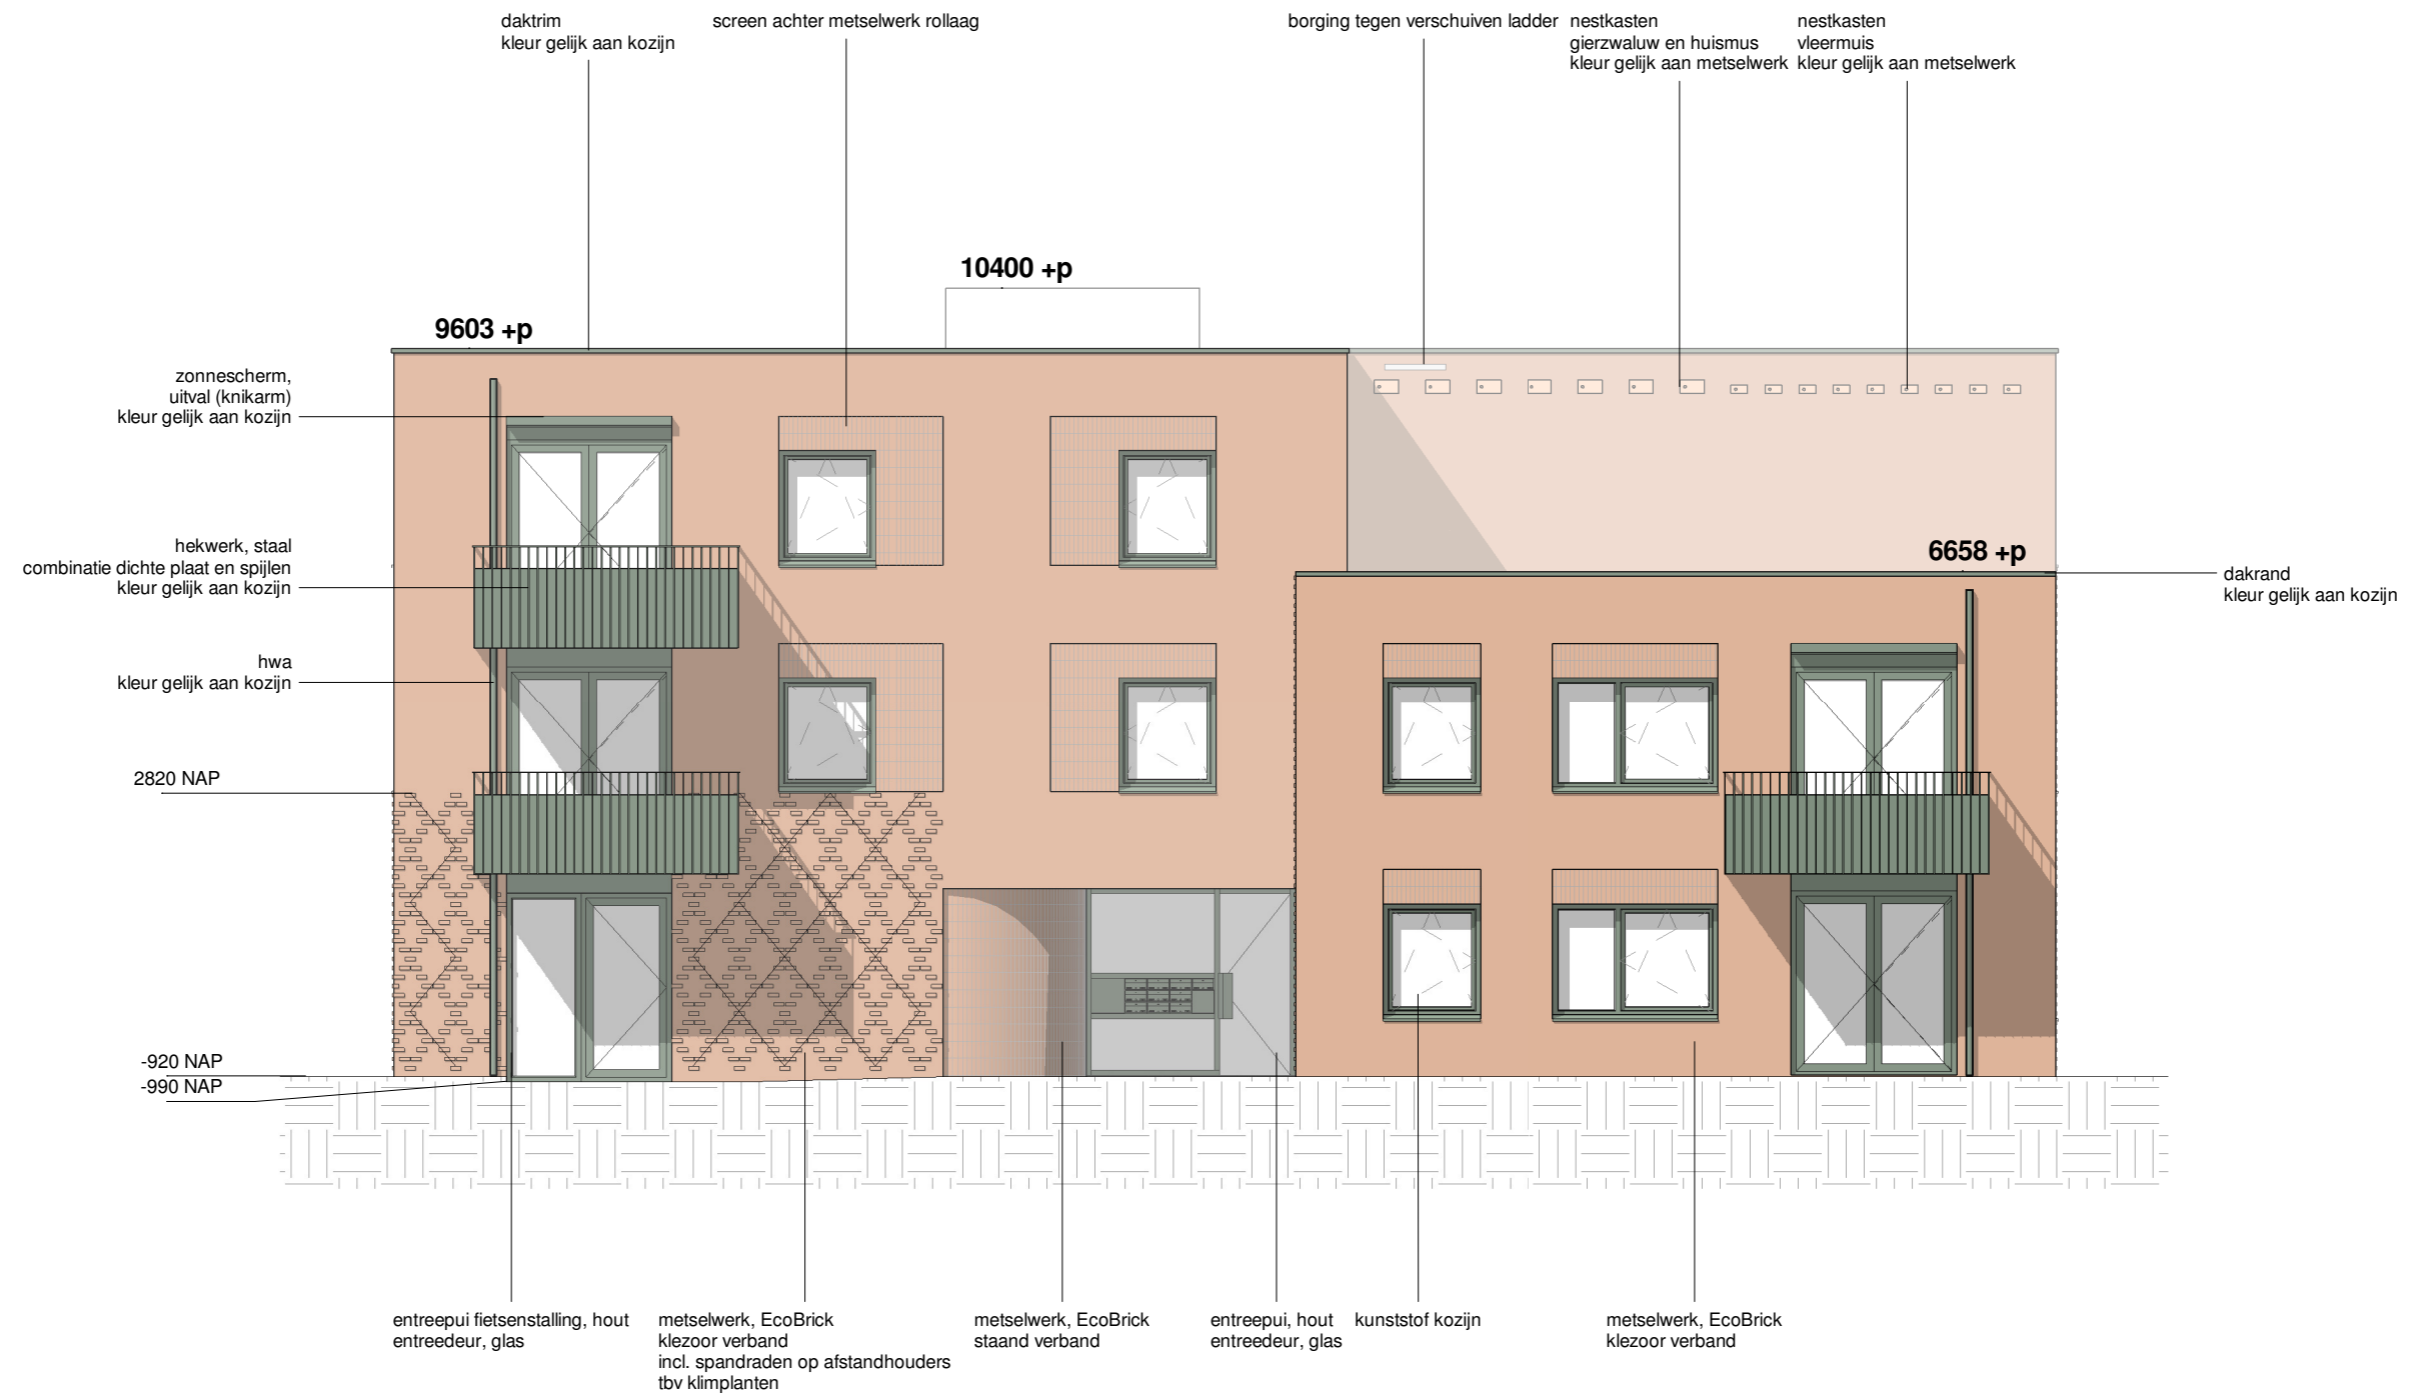 daktrim
kleur gelijk aan kozijn
screen achter metselwerk rollaag
borging tegen verschuiven ladder
nestkasten
gierzwaluw en huismus
kleur gelijk aan metselwerk
nestkasten
vleermuis
kleur gelijk aan metselwerk
10400 +p
9603 +p
zonnescherm,
uitval (knikarm)
kleur gelijk aan kozijn
hekwerk, staal
combinatie dichte plaat en spijlen
kleur gelijk aan kozijn
6658 +p
dakrand
kleur gelijk aan kozijn
hwa
kleur gelijk aan kozijn
2820 NAP
-920 NAP
-990 NAP
entreepui fietsenstalling, hout
entreedeur, glas
metselwerk, EcoBrick
klezoor verband
incl. spandraden op afstandhouders
tbv klimplanten
metselwerk, EcoBrick
staand verband
entreepui, hout
entreedeur, glas
kunststof kozijn
metselwerk, EcoBrick
klezoor verband